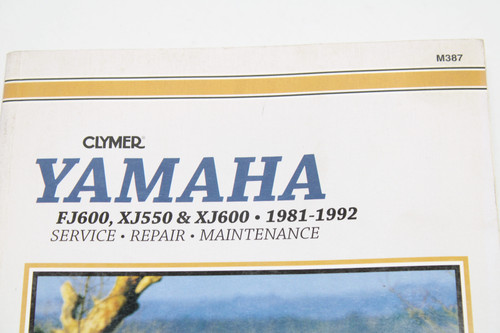 M387
CLYMER®
YAMAHA
FJ600, XJ550 & XJ600 • 1981-1992
SERVICE • REPAIR • MAINTENANCE